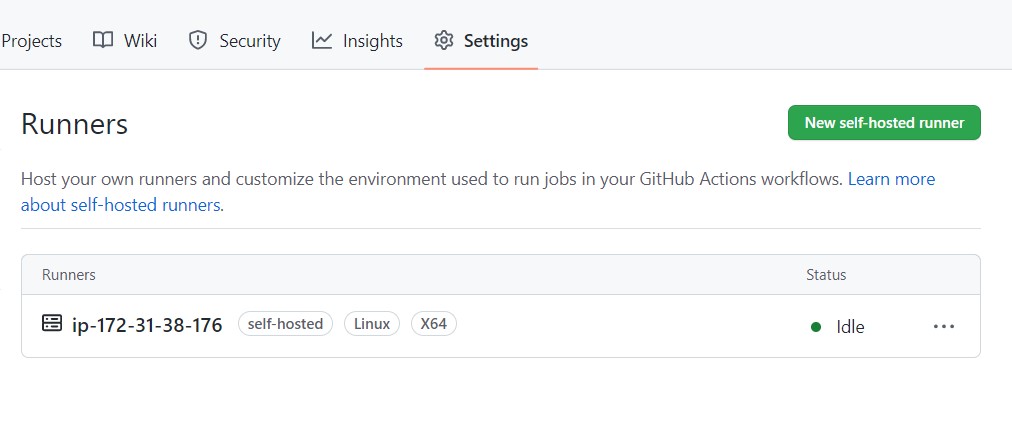 Projects Wiki Security Insights Settings
Runners
New self-hosted runner
Host your own runners and customize the environment used to run jobs in your GitHub Actions workflows. Learn more
about self-hosted runners.
Runners Status
ip-172-31-38-176 self-hosted Linux X64 Idle